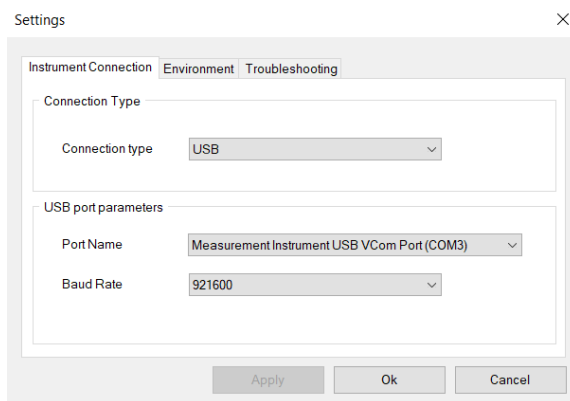 Settings
Instrument Connection Environment Troubleshooting
Connection Type
Connection type USB
USB port parameters
Port Name Measurement Instrument USB VCom Port (COM3)
Baud Rate 921600
Apply Ok Cancel